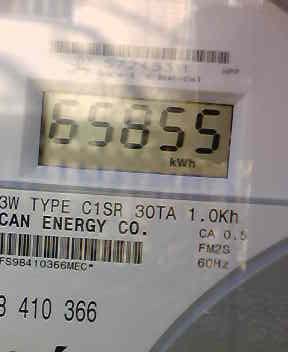 65855
kWh
3W TYPE C1SR 30TA 1.0Kh
CAN ENERGY CO.
CA 0.5
FM2S
60Hz
FS98410366MEC*
8 410 366